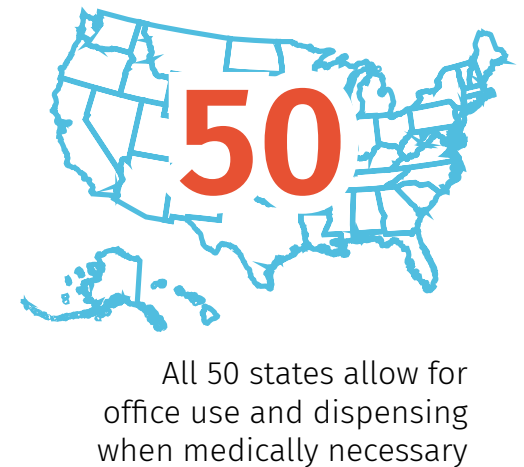 50
All 50 states allow for
office use and dispensing
when medically necessary